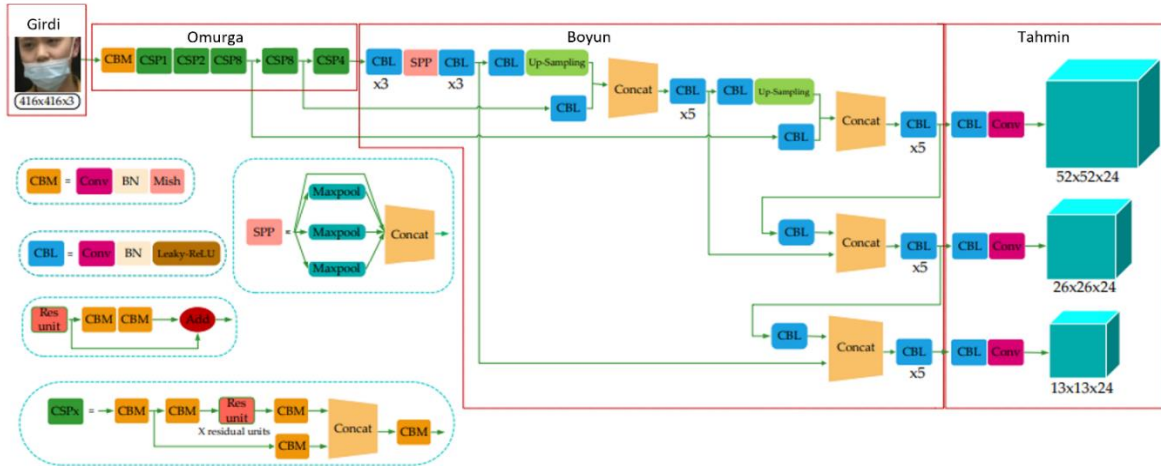 Girdi
Omurga
Boyun
Tahmin
416x416x3
CBM CSP1 CSP2 CSP8 CSP8 CSP4
CBL SPP CBL CBL Up-Sampling
x3 x3
CBL
Concat
CBL CBL Up-Sampling
x5
CBL
Concat
CBL CBL Conv
x5
52x52x24
CBL
Concat
CBL CBL Conv
x5
26x26x24
CBL
Concat
CBL CBL Conv
x5
13x13x24
CBM = Conv BN Mish
CBL = Conv BN Leaky-ReLU
Res unit CBM CBM Add
SPP = Maxpool Maxpool Maxpool Concat
CSPx = CBM CBM Res unit CBM
X residual units
CBM
Concat
CBM